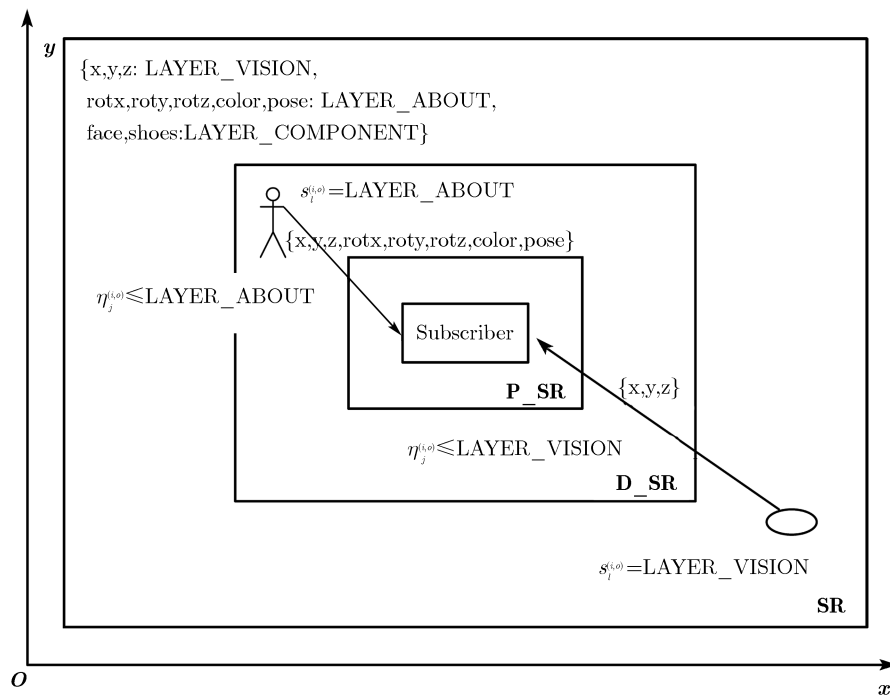 y
{x,y,z: LAYER_VISION,
rotx,roty,rotz,color,pose: LAYER_ABOUT,
face,shoes:LAYER_COMPONENT}
s_l^(i,o)=LAYER_ABOUT
{x,y,z,rotx,roty,rotz,color,pose}
η_j^(i,o)≤LAYER_ABOUT
Subscriber
P_SR
{x,y,z}
η_j^(i,o)≤LAYER_VISION
D_SR
s_l^(i,o)=LAYER_VISION
SR
O
x